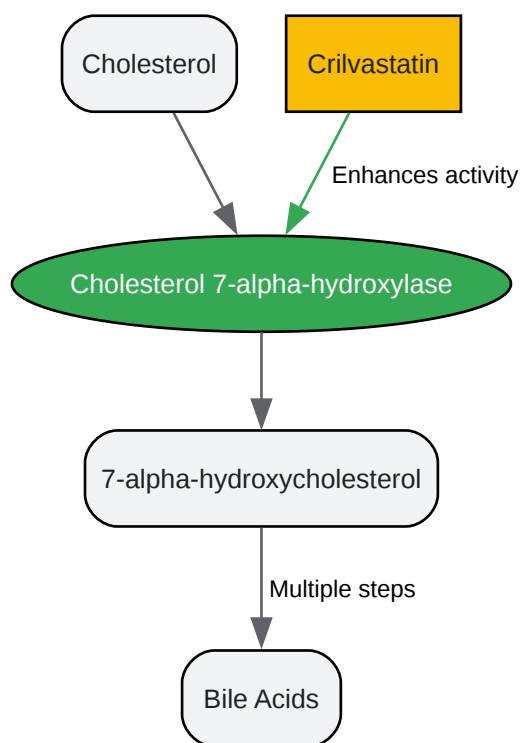 Cholesterol
Crilvastatin
Enhances activity
Cholesterol 7-alpha-hydroxylase
7-alpha-hydroxycholesterol
Multiple steps
Bile Acids